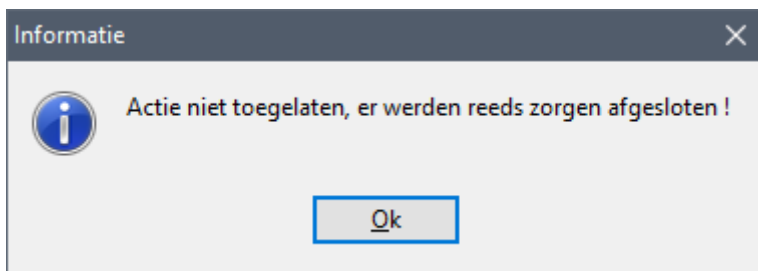 Informatie
Actie niet toegelaten, er werden reeds zorgen afgesloten !
Ok